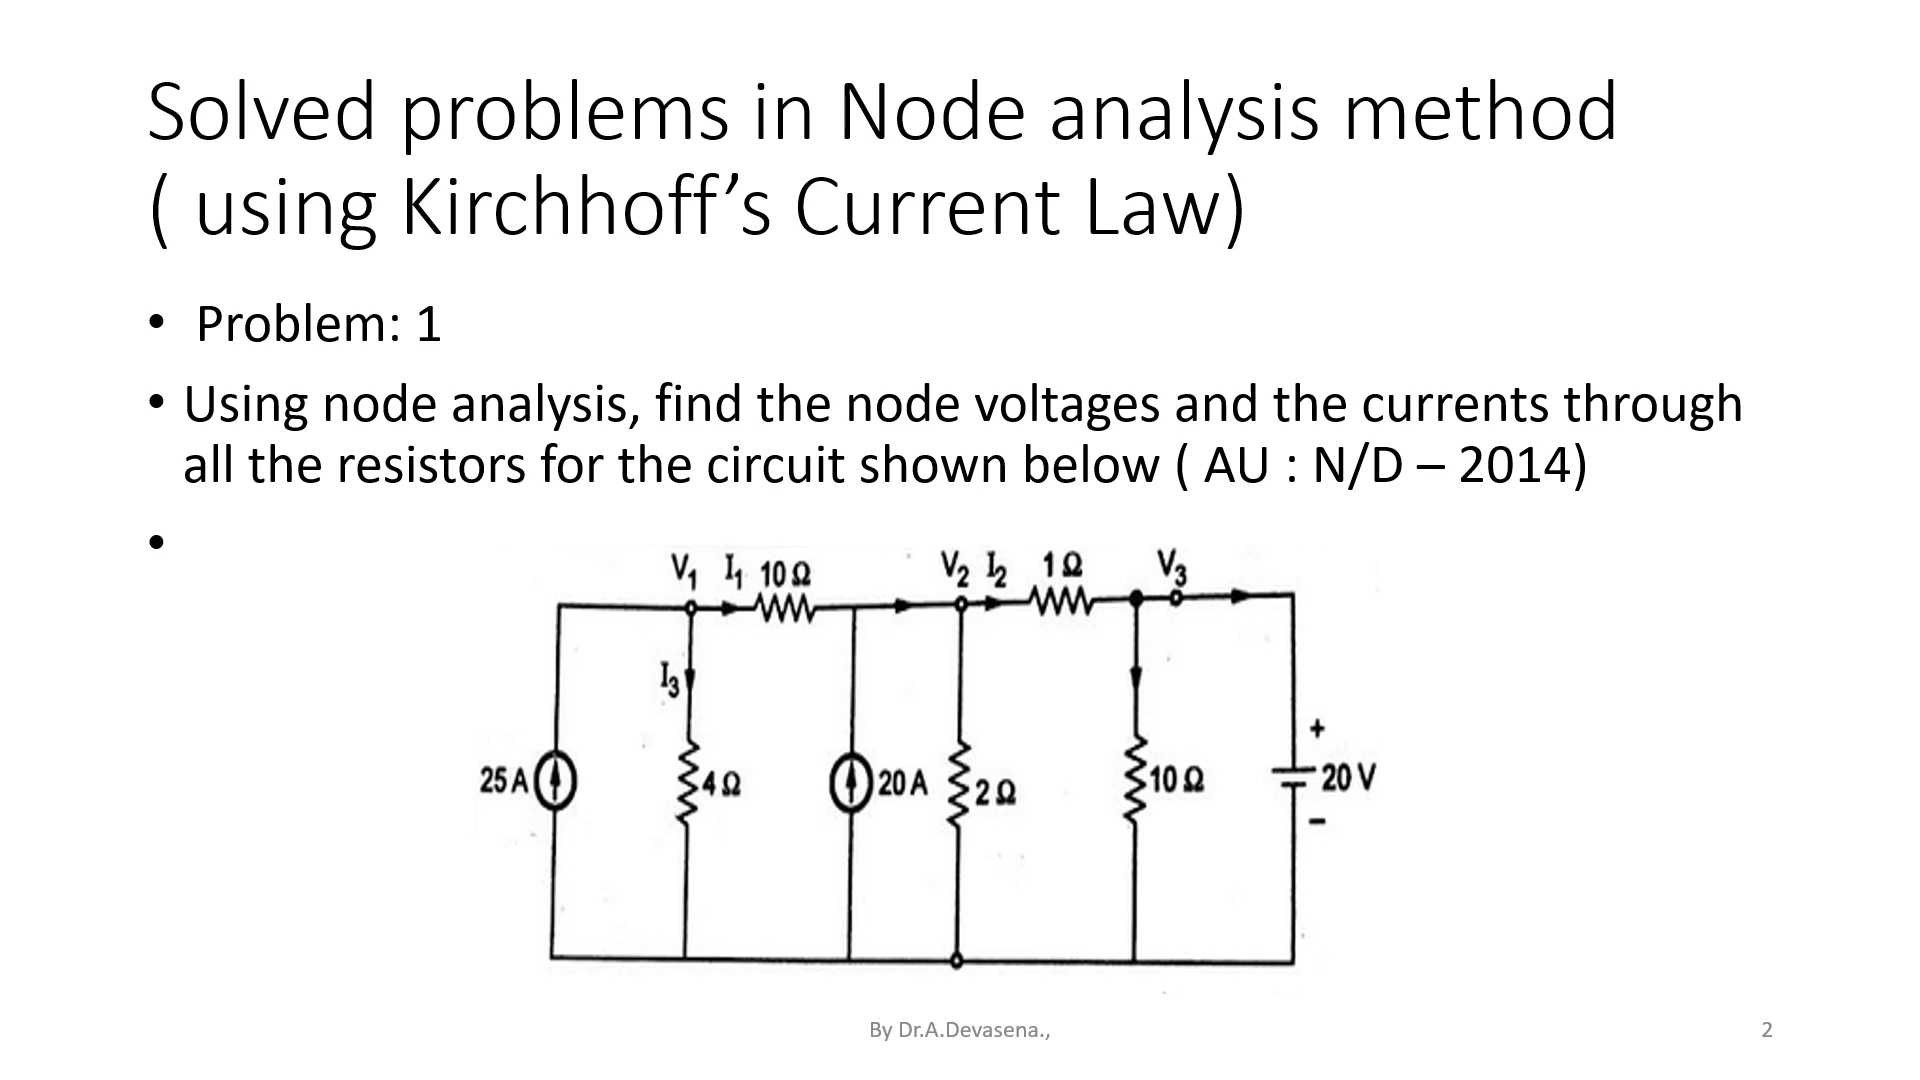 Solved problems in Node analysis method
( using Kirchhoff’s Current Law)
• Problem: 1
• Using node analysis, find the node voltages and the currents through
all the resistors for the circuit shown below ( AU : N/D – 2014)
•
V₁ I₁ 10 Ω V₂ I₂ 1 Ω V₃
I₃
+
25 A 4 Ω 20 A 2 Ω 10 Ω 20 V
–
By Dr.A.Devasena., 2